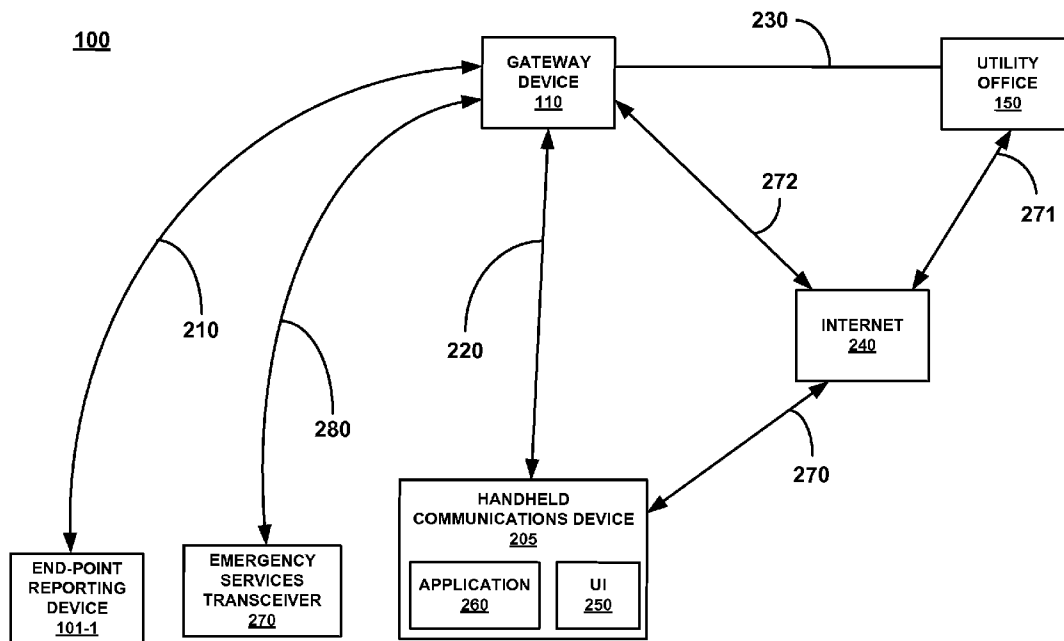 100
GATEWAY
DEVICE
110
230
UTILITY
OFFICE
150
272
271
210
220
INTERNET
240
280
270
HANDHELD
COMMUNICATIONS DEVICE
205
APPLICATION
260
UI
250
END-POINT
REPORTING
DEVICE
101-1
EMERGENCY
SERVICES
TRANSCEIVER
270